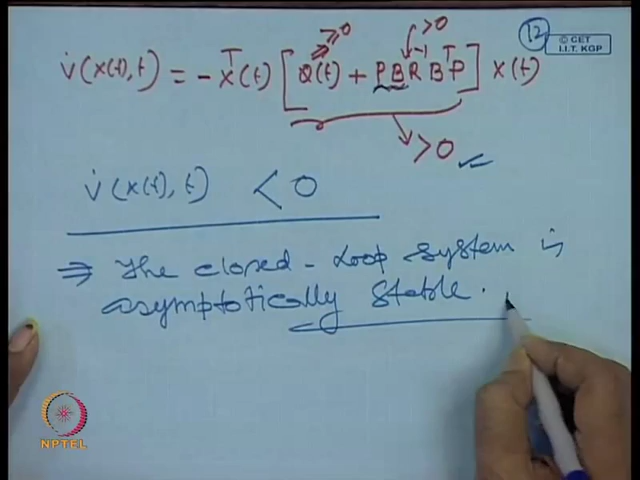 ≥0 >0 12
© CET
I.I.T. KGP
V̇(x(t),t) = -xᵀ(t) [Q(t) + PBR⁻¹BᵀP] x(t)
>0
V̇(x(t), t) < 0
⇒ The closed-loop system is
asymptotically stable.
NPTEL